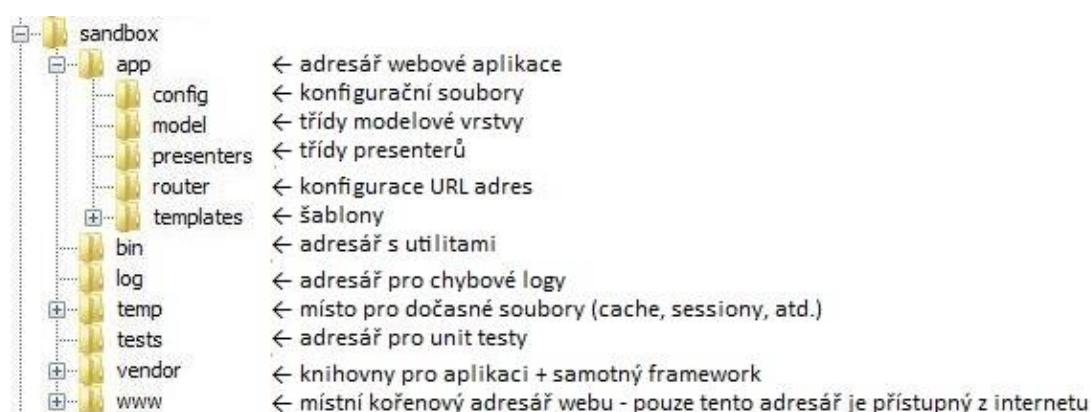 sandbox
app ← adresář webové aplikace
config ← konfigurační soubory
model ← třídy modelové vrstvy
presenters ← třídy presenterů
router ← konfigurace URL adres
templates ← šablony
bin ← adresář s utilitami
log ← adresář pro chybové logy
temp ← místo pro dočasné soubory (cache, sessiony, atd.)
tests ← adresář pro unit testy
vendor ← knihovny pro aplikaci + samotný framework
www ← místní kořenový adresář webu - pouze tento adresář je přístupný z internetu